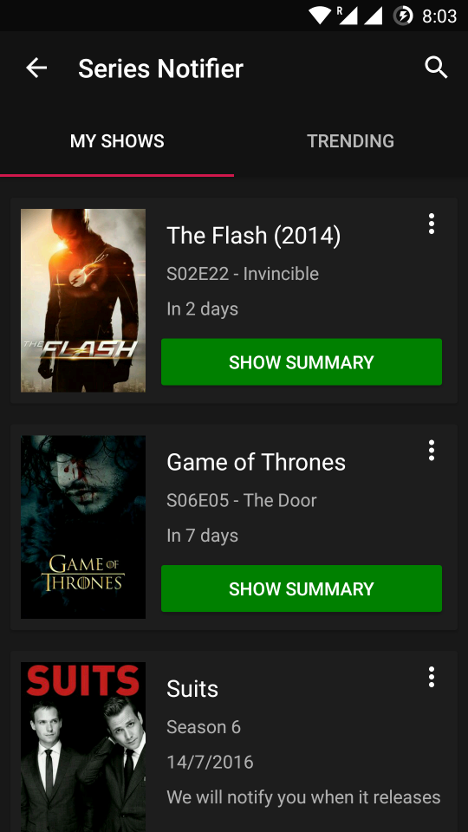 R
8:03
Series Notifier
MY SHOWS
TRENDING
THE FLASH
The Flash (2014)
S02E22 - Invincible
In 2 days
SHOW SUMMARY
GAME OF
THRONES
Game of Thrones
S06E05 - The Door
In 7 days
SHOW SUMMARY
SUITS
Suits
Season 6
14/7/2016
We will notify you when it releases